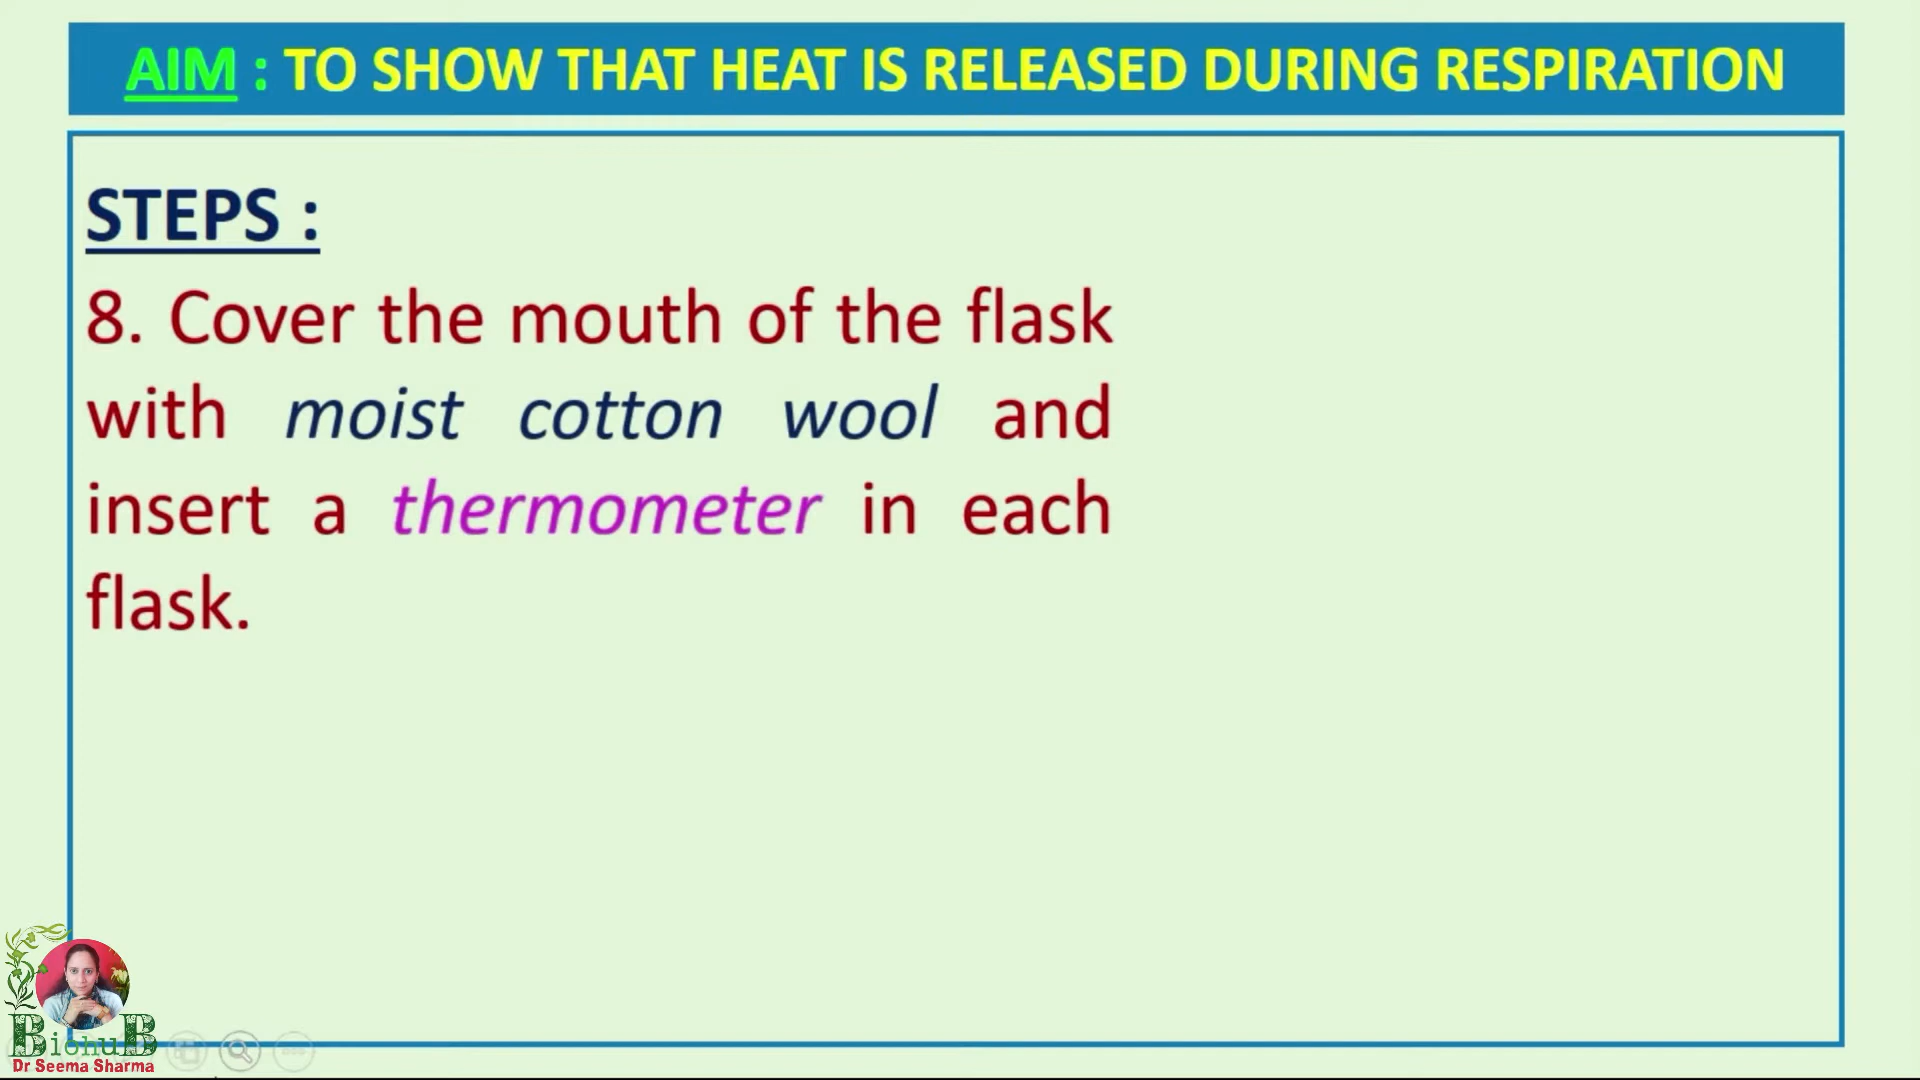 AIM : TO SHOW THAT HEAT IS RELEASED DURING RESPIRATION
STEPS :
8. Cover the mouth of the flask
with moist cotton wool and
insert a thermometer in each
flask.
BiohuB
Dr Seema Sharma